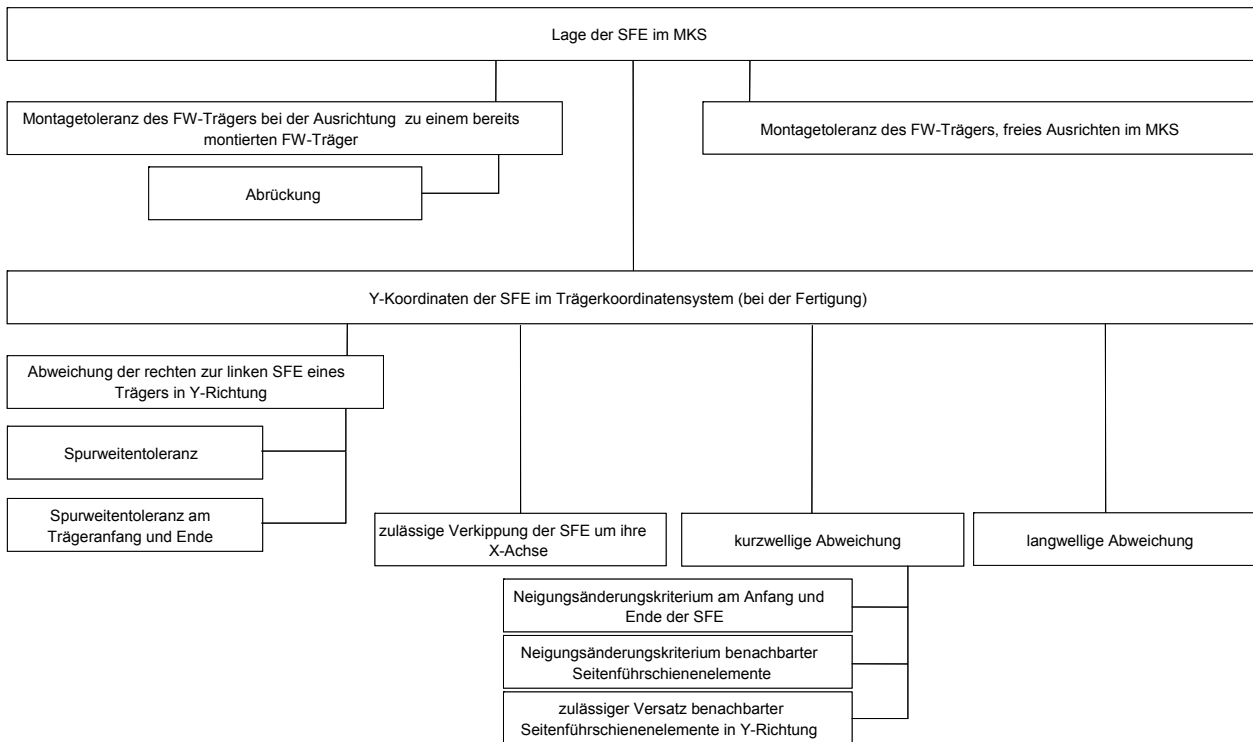 Lage der SFE im MKS
Montagetoleranz des FW-Trägers bei der Ausrichtung zu einem bereits
montierten FW-Träger
Montagetoleranz des FW-Trägers, freies Ausrichten im MKS
Abrückung
Y-Koordinaten der SFE im Trägerkoordinatensystem (bei der Fertigung)
Abweichung der rechten zur linken SFE eines
Trägers in Y-Richtung
Spurweitentoleranz
Spurweitentoleranz am
Trägeranfang und Ende
zulässige Verkippung der SFE um ihre
X-Achse
kurzwellige Abweichung
langwellige Abweichung
Neigungsänderungskriterium am Anfang und
Ende der SFE
Neigungsänderungskriterium benachbarter
Seitenführschienenelemente
zulässiger Versatz benachbarter
Seitenführschienenelemente in Y-Richtung